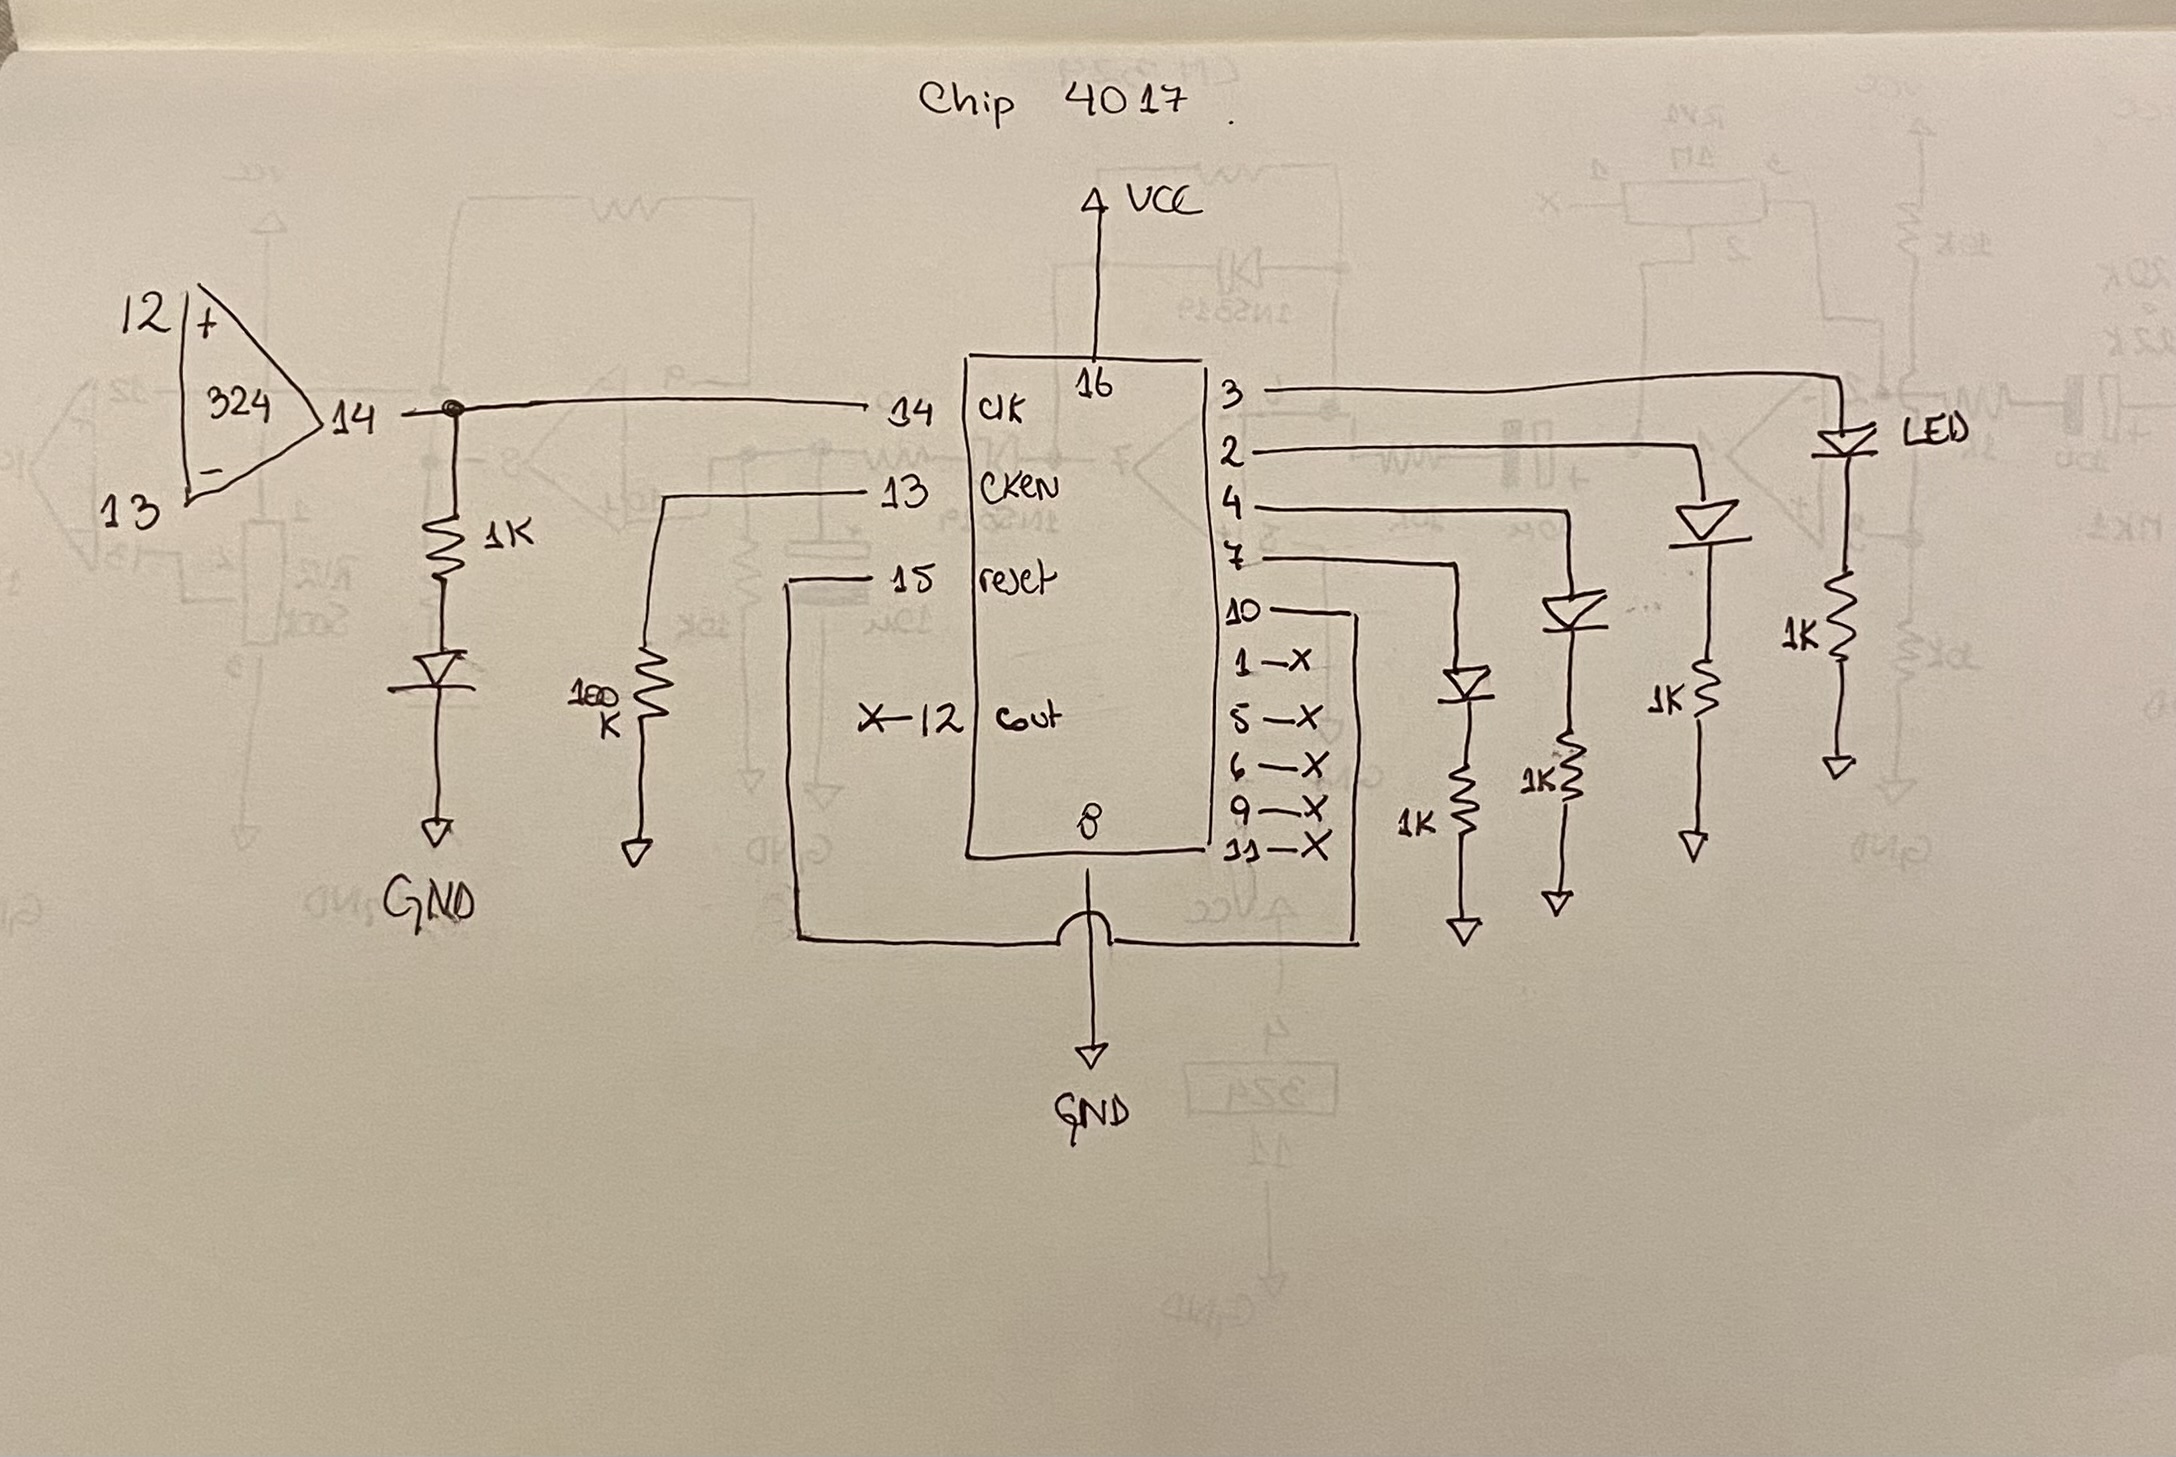 Chip 4017.
VCC
12 +
324 14
13 -
1K
GND
100
K
14 CLK
13 CKEN
15 reset
X 12 Cout
16
8
GND
3
2
4
7
10
1 X
5 X
6 X
9 X
11 X
LED
1K
1K
1K
1K